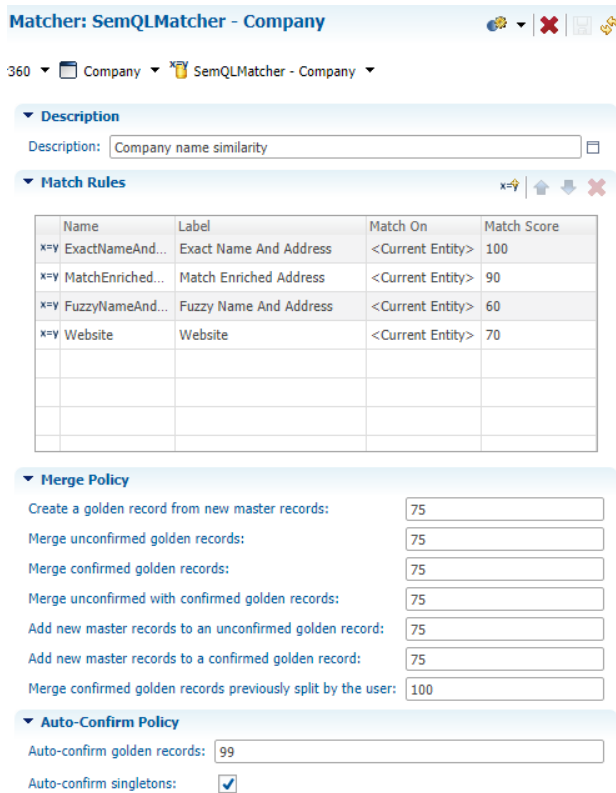 Matcher: SemQLMatcher - Company
360 Company SemQLMatcher - Company
Description
Description: Company name similarity
Match Rules
Name Label Match On Match Score
x=y ExactNameAnd... Exact Name And Address <Current Entity> 100
x=y MatchEnriched... Match Enriched Address <Current Entity> 90
x=y FuzzyNameAnd... Fuzzy Name And Address <Current Entity> 60
x=y Website Website <Current Entity> 70
Merge Policy
Create a golden record from new master records: 75
Merge unconfirmed golden records: 75
Merge confirmed golden records: 75
Merge unconfirmed with confirmed golden records: 75
Add new master records to an unconfirmed golden record: 75
Add new master records to a confirmed golden record: 75
Merge confirmed golden records previously split by the user: 100
Auto-Confirm Policy
Auto-confirm golden records: 99
Auto-confirm singletons: